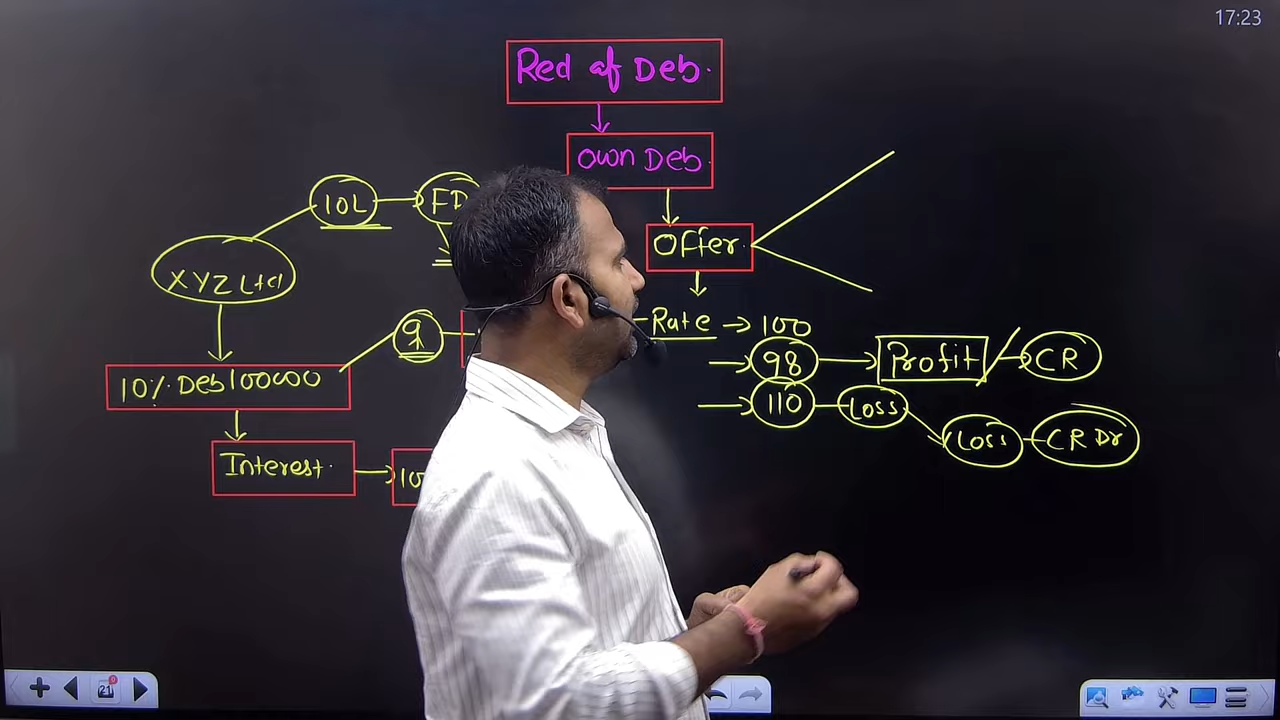 17:23
Red of Deb.
own Deb.
10L
FD
XYZ Ltd
Offer.
9
Rate → 100
98 → Profit → CR
10% Deb 100000
110 Loss Loss CR Dr
Interest.
21